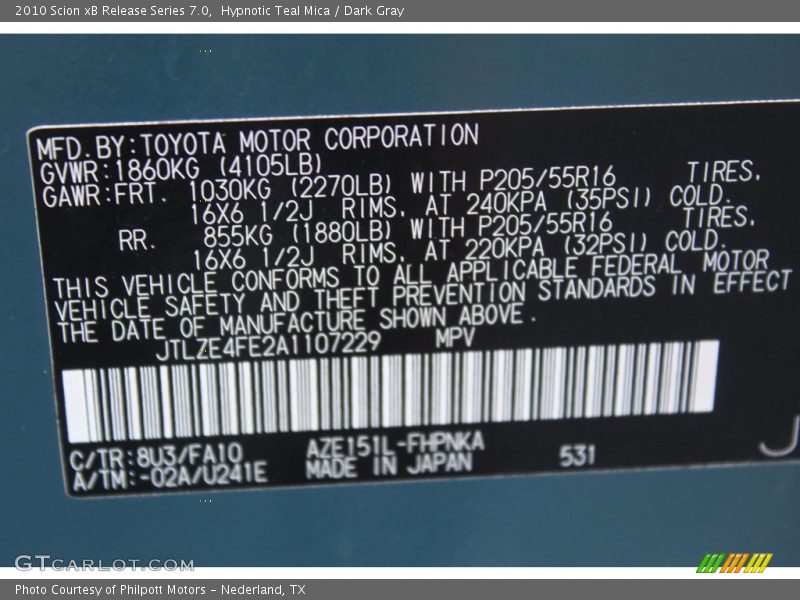 2010 Scion xB Release Series 7.0, Hypnotic Teal Mica / Dark Gray
MFD.BY:TOYOTA MOTOR CORPORATION
GVWR:1860KG (4105LB)
GAWR:FRT. 1030KG (2270LB) WITH P205/55R16 TIRES,
16X6 1/2J RIMS, AT 240KPA (35PSI) COLD.
RR. 855KG (1880LB) WITH P205/55R16 TIRES,
16X6 1/2J RIMS, AT 220KPA (32PSI) COLD.
THIS VEHICLE CONFORMS TO ALL APPLICABLE FEDERAL MOTOR
VEHICLE SAFETY AND THEFT PREVENTION STANDARDS IN EFFECT
THE DATE OF MANUFACTURE SHOWN ABOVE.
JTLZE4FE2A1107229 MPV
C/TR:8U3/FA10 AZE151L-FHPNKA 531
A/TM:-02A/U241E MADE IN JAPAN
J
GTCARLOT.COM
Photo Courtesy of Philpott Motors - Nederland, TX